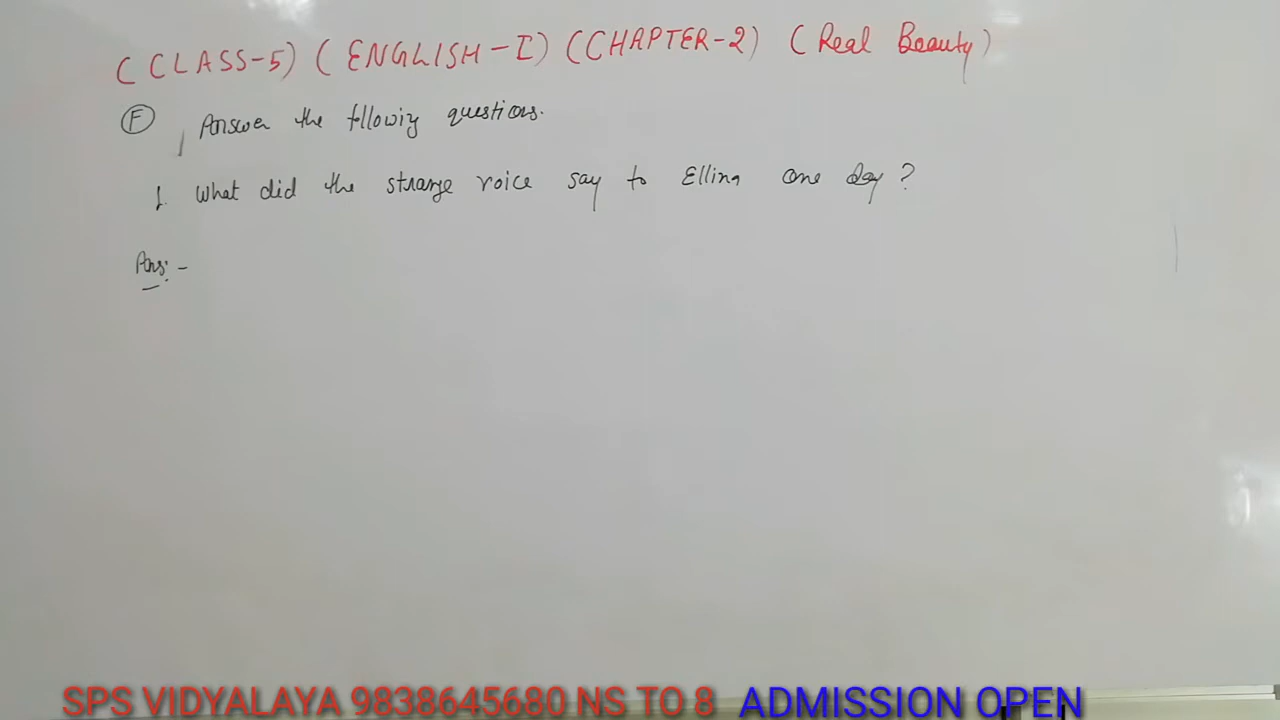 (CLASS-5) (ENGLISH-I) (CHAPTER-2) (Real Beauty)
(F) Answer the following questions.
1. What did the strange voice say to Ellina one day?
Ans:-
SPS VIDYALAYA 9838645680 NS TO 8 ADMISSION OPEN